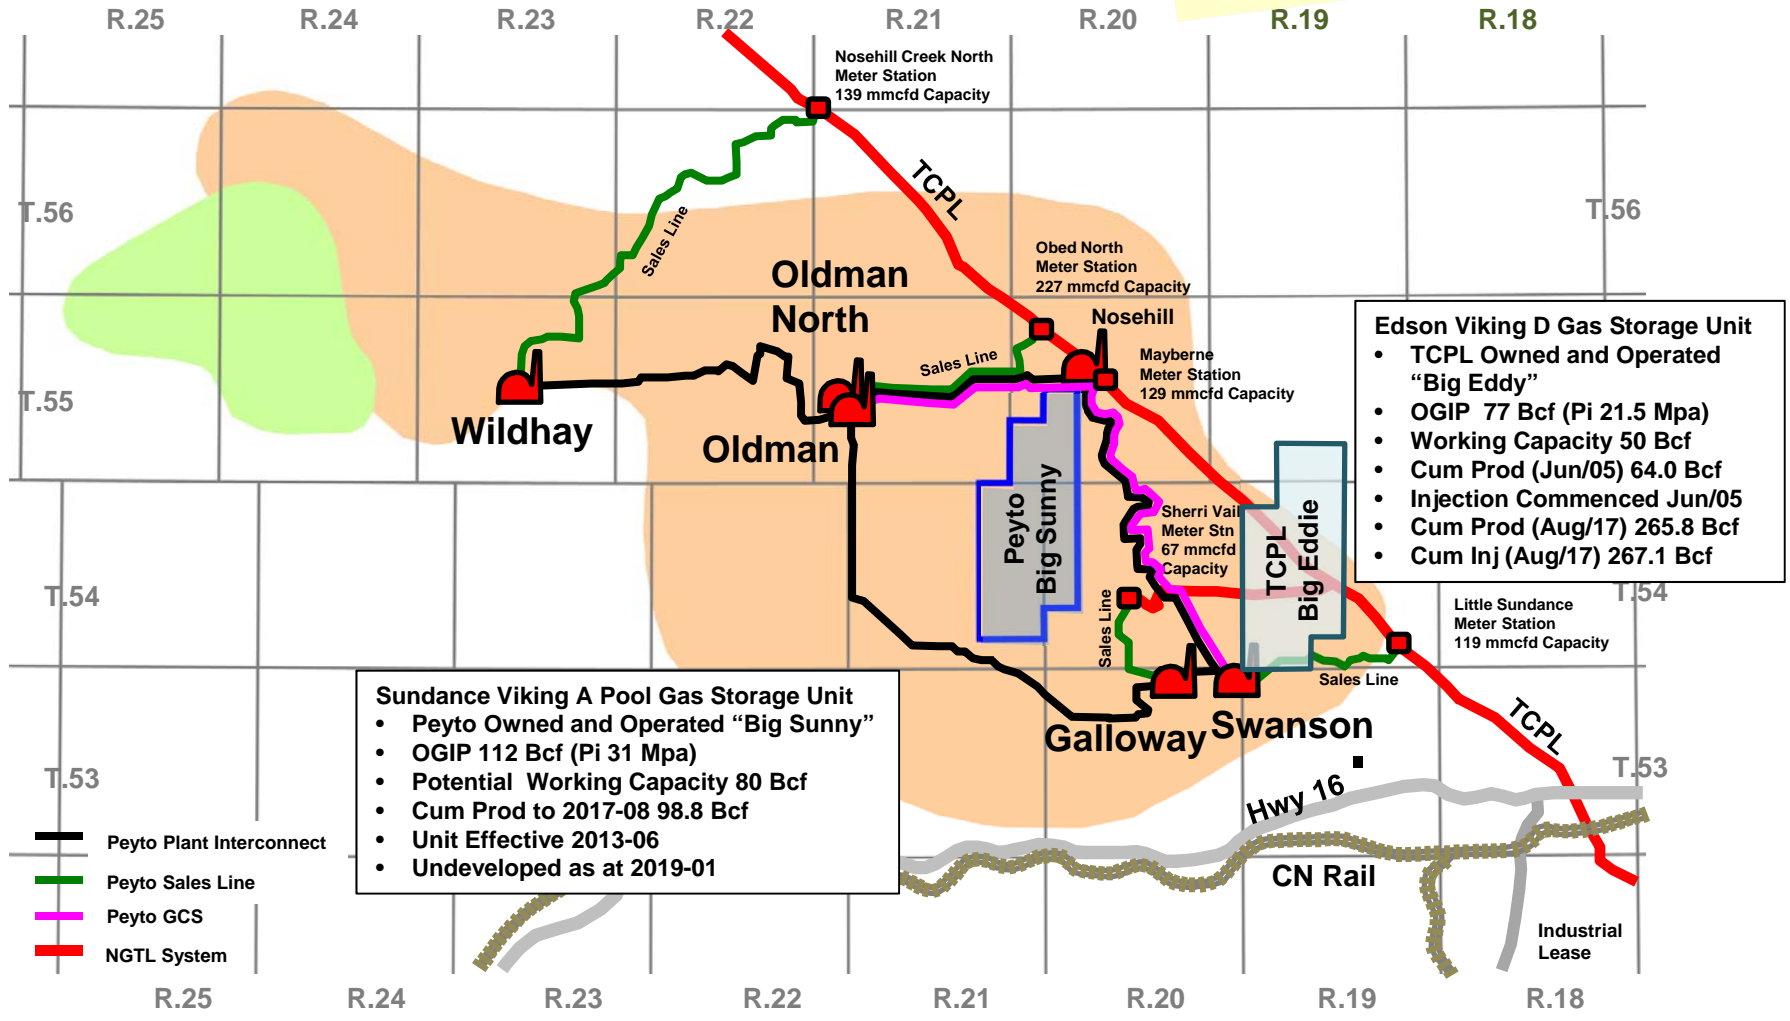 R.25
R.24
R.23
R.22
R.21
R.20
R.19
R.18
Nosehill Creek North
Meter Station
139 mmcfd Capacity
TCPL
T.56
T.56
Sales Line
Obed North
Meter Station
227 mmcfd Capacity
Oldman
North
Nosehill
Sales Line
Mayberne
Meter Station
129 mmcfd Capacity
Edson Viking D Gas Storage Unit
• TCPL Owned and Operated
“Big Eddy”
• OGIP 77 Bcf (Pi 21.5 Mpa)
• Working Capacity 50 Bcf
• Cum Prod (Jun/05) 64.0 Bcf
• Injection Commenced Jun/05
• Cum Prod (Aug/17) 265.8 Bcf
• Cum Inj (Aug/17) 267.1 Bcf
T.55
Wildhay
Oldman
Peyto
Big Sunny
Sherri Vail
Meter Stn
67 mmcfd
Capacity
TCPL
Big Eddie
T.54
T.54
Sales Line
Little Sundance
Meter Station
119 mmcfd Capacity
Sales Line
Sundance Viking A Pool Gas Storage Unit
• Peyto Owned and Operated “Big Sunny”
• OGIP 112 Bcf (Pi 31 Mpa)
• Potential Working Capacity 80 Bcf
• Cum Prod to 2017-08 98.8 Bcf
• Unit Effective 2013-06
• Undeveloped as at 2019-01
Galloway
Swanson
TCPL
T.53
T.53
Hwy 16
CN Rail
Peyto Plant Interconnect
Peyto Sales Line
Peyto GCS
NGTL System
Industrial
Lease
R.25
R.24
R.23
R.22
R.21
R.20
R.19
R.18